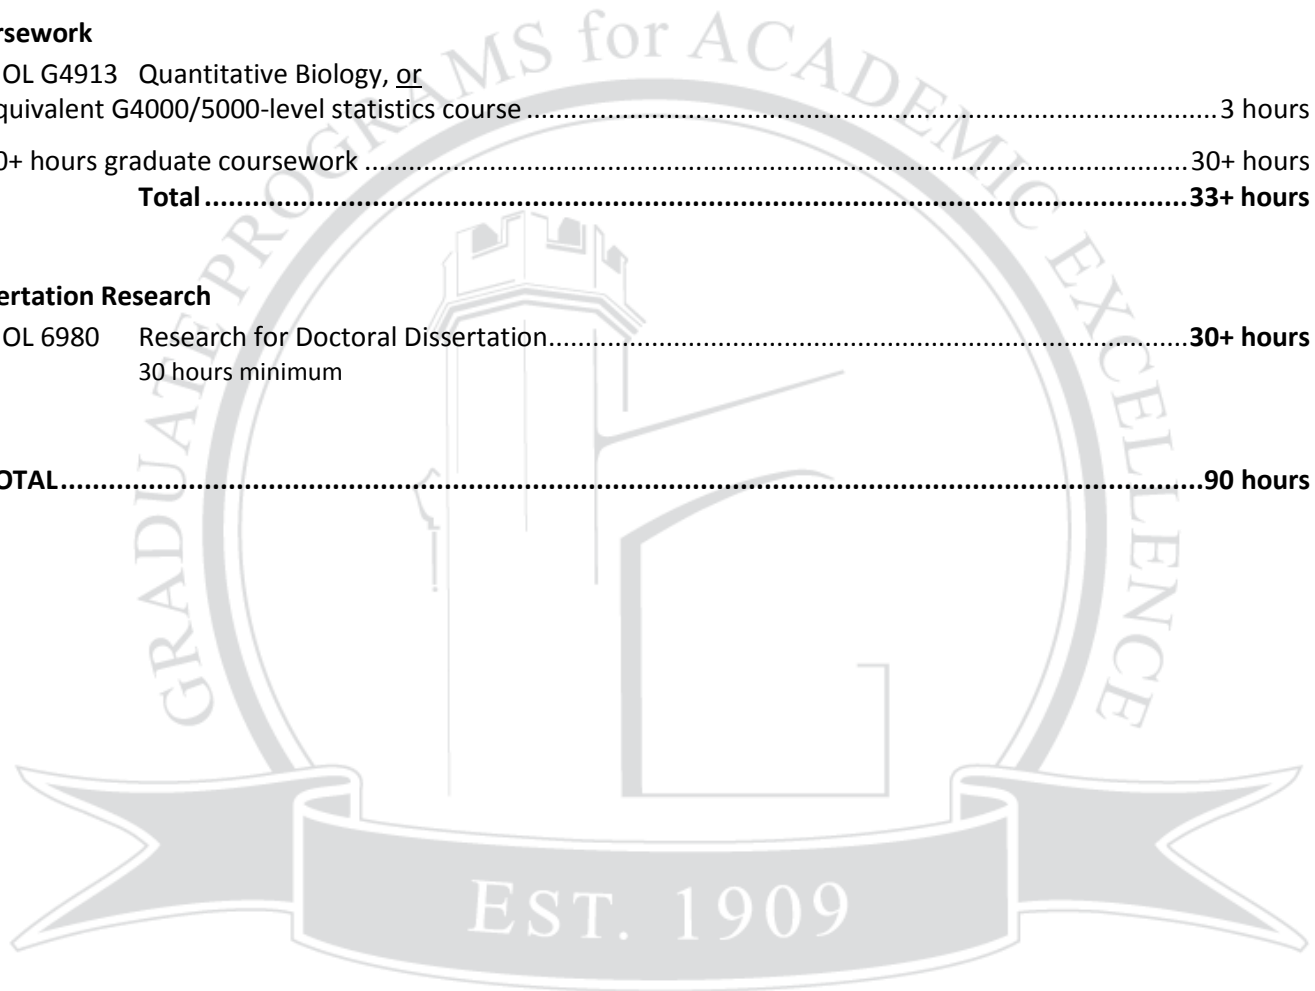 GRADUATE PROGRAMS for ACADEMIC EXCELLENCE
rsework
OL G4913 Quantitative Biology, or
quivalent G4000/5000-level statistics course ........ 3 hours
0+ hours graduate coursework ........ 30+ hours
Total ........ 33+ hours
ertation Research
OL 6980 Research for Doctoral Dissertation ........ 30+ hours
30 hours minimum
OTAL ........ 90 hours
EST. 1909